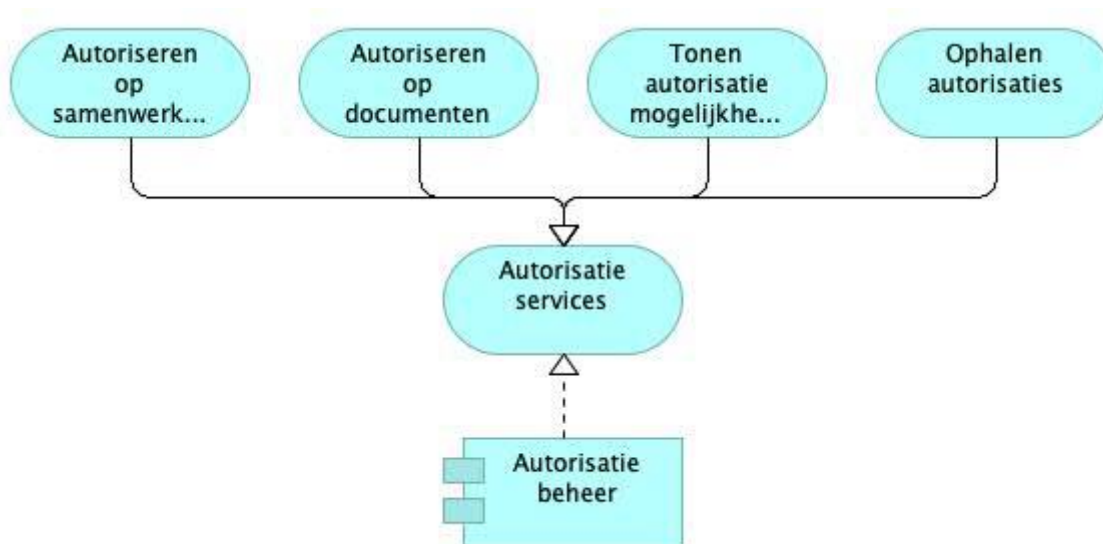 Autoriseren
op
samenwerk...
Autoriseren
op
documenten
Tonen
autorisatie
mogelijkhe...
Ophalen
autorisaties
Autorisatie
services
Autorisatie
beheer